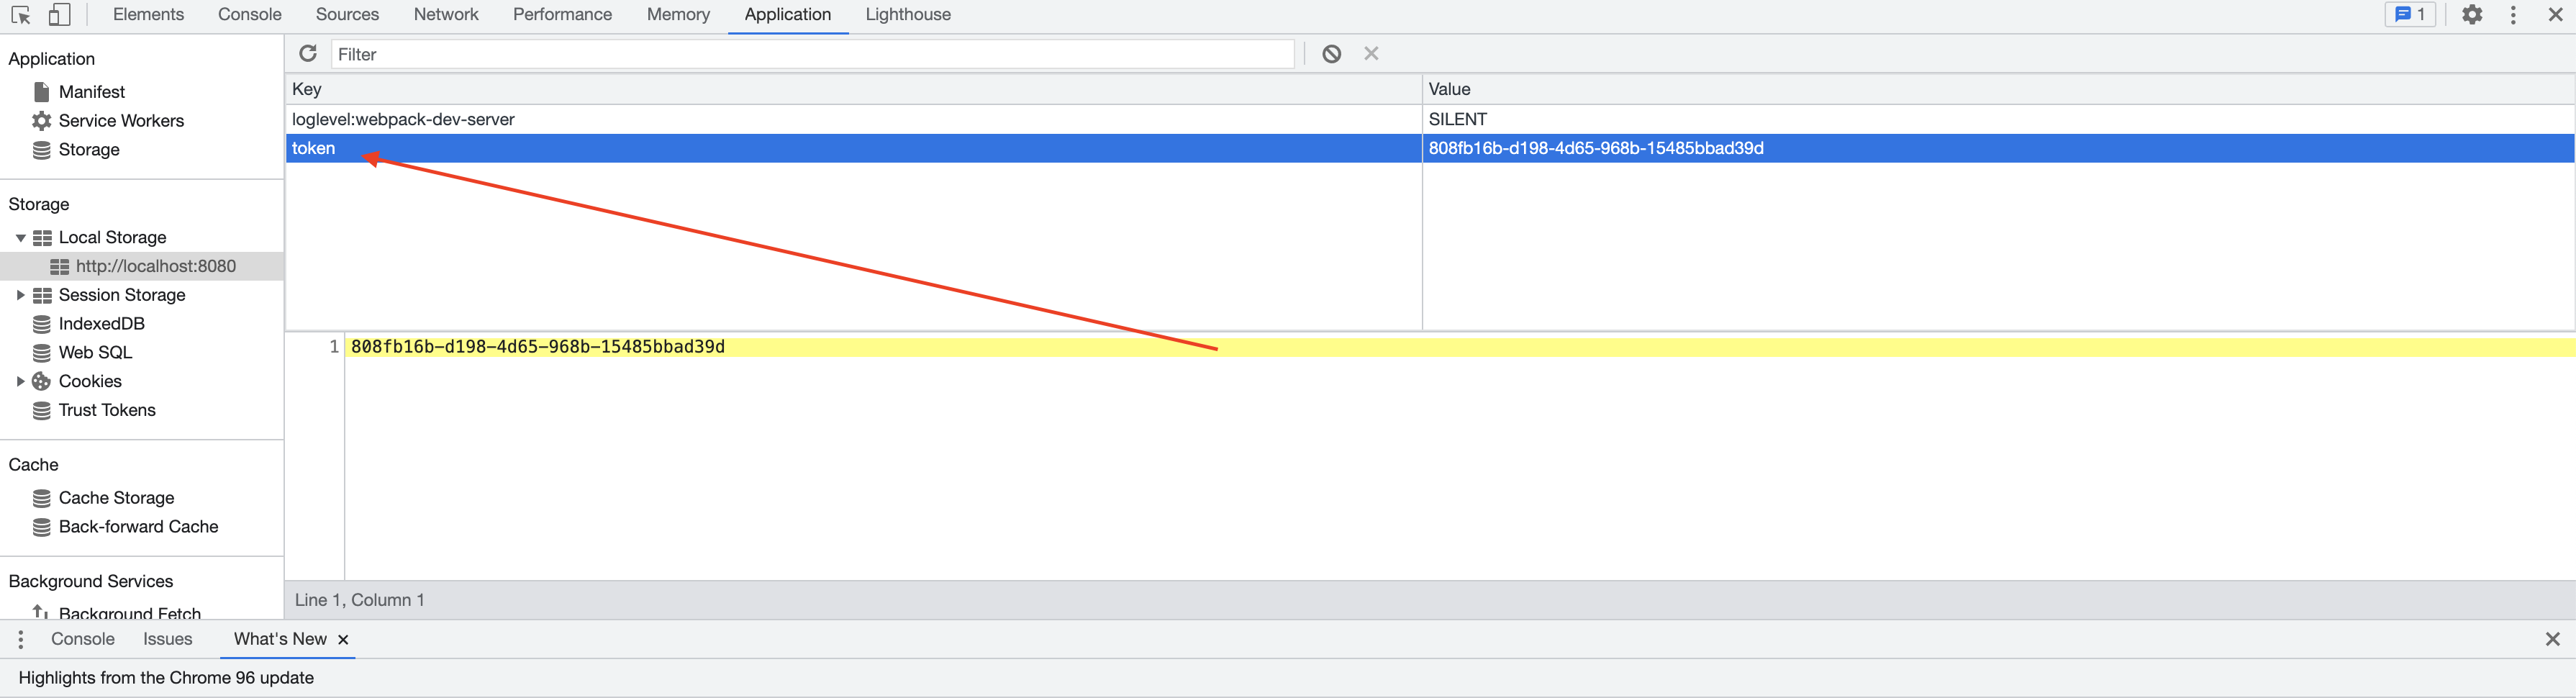 Elements Console Sources Network Performance Memory Application Lighthouse 1
Application
Manifest
Service Workers
Storage
Storage
Local Storage
http://localhost:8080
Session Storage
IndexedDB
Web SQL
Cookies
Trust Tokens
Cache
Cache Storage
Back-forward Cache
Background Services
Background Fetch
Filter
Key Value
loglevel:webpack-dev-server SILENT
token 808fb16b-d198-4d65-968b-15485bbad39d
1 808fb16b-d198-4d65-968b-15485bbad39d
Line 1, Column 1
Console Issues What's New
Highlights from the Chrome 96 update